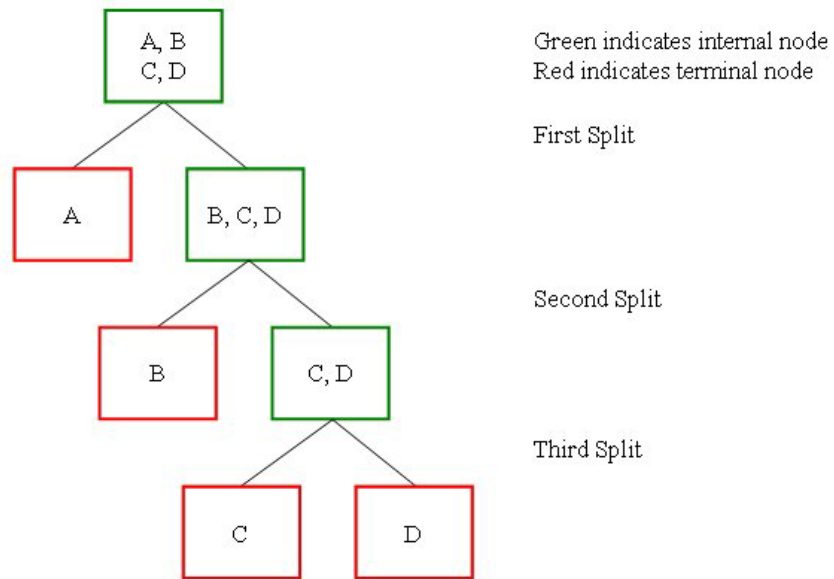 A, B
C, D
Green indicates internal node
Red indicates terminal node
First Split
A
B, C, D
Second Split
B
C, D
Third Split
C
D